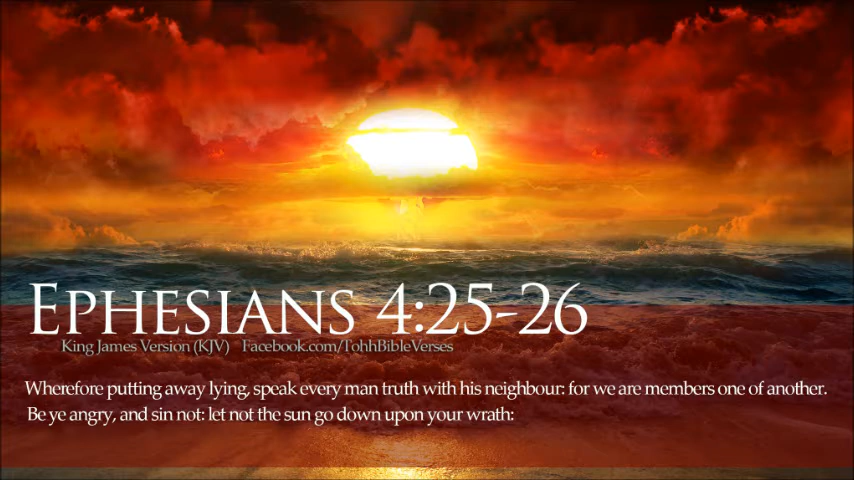 Ephesians 4:25-26
King James Version (KJV) Facebook.com/TohhBibleVerses
Wherefore putting away lying, speak every man truth with his neighbour: for we are members one of another.
Be ye angry, and sin not: let not the sun go down upon your wrath: